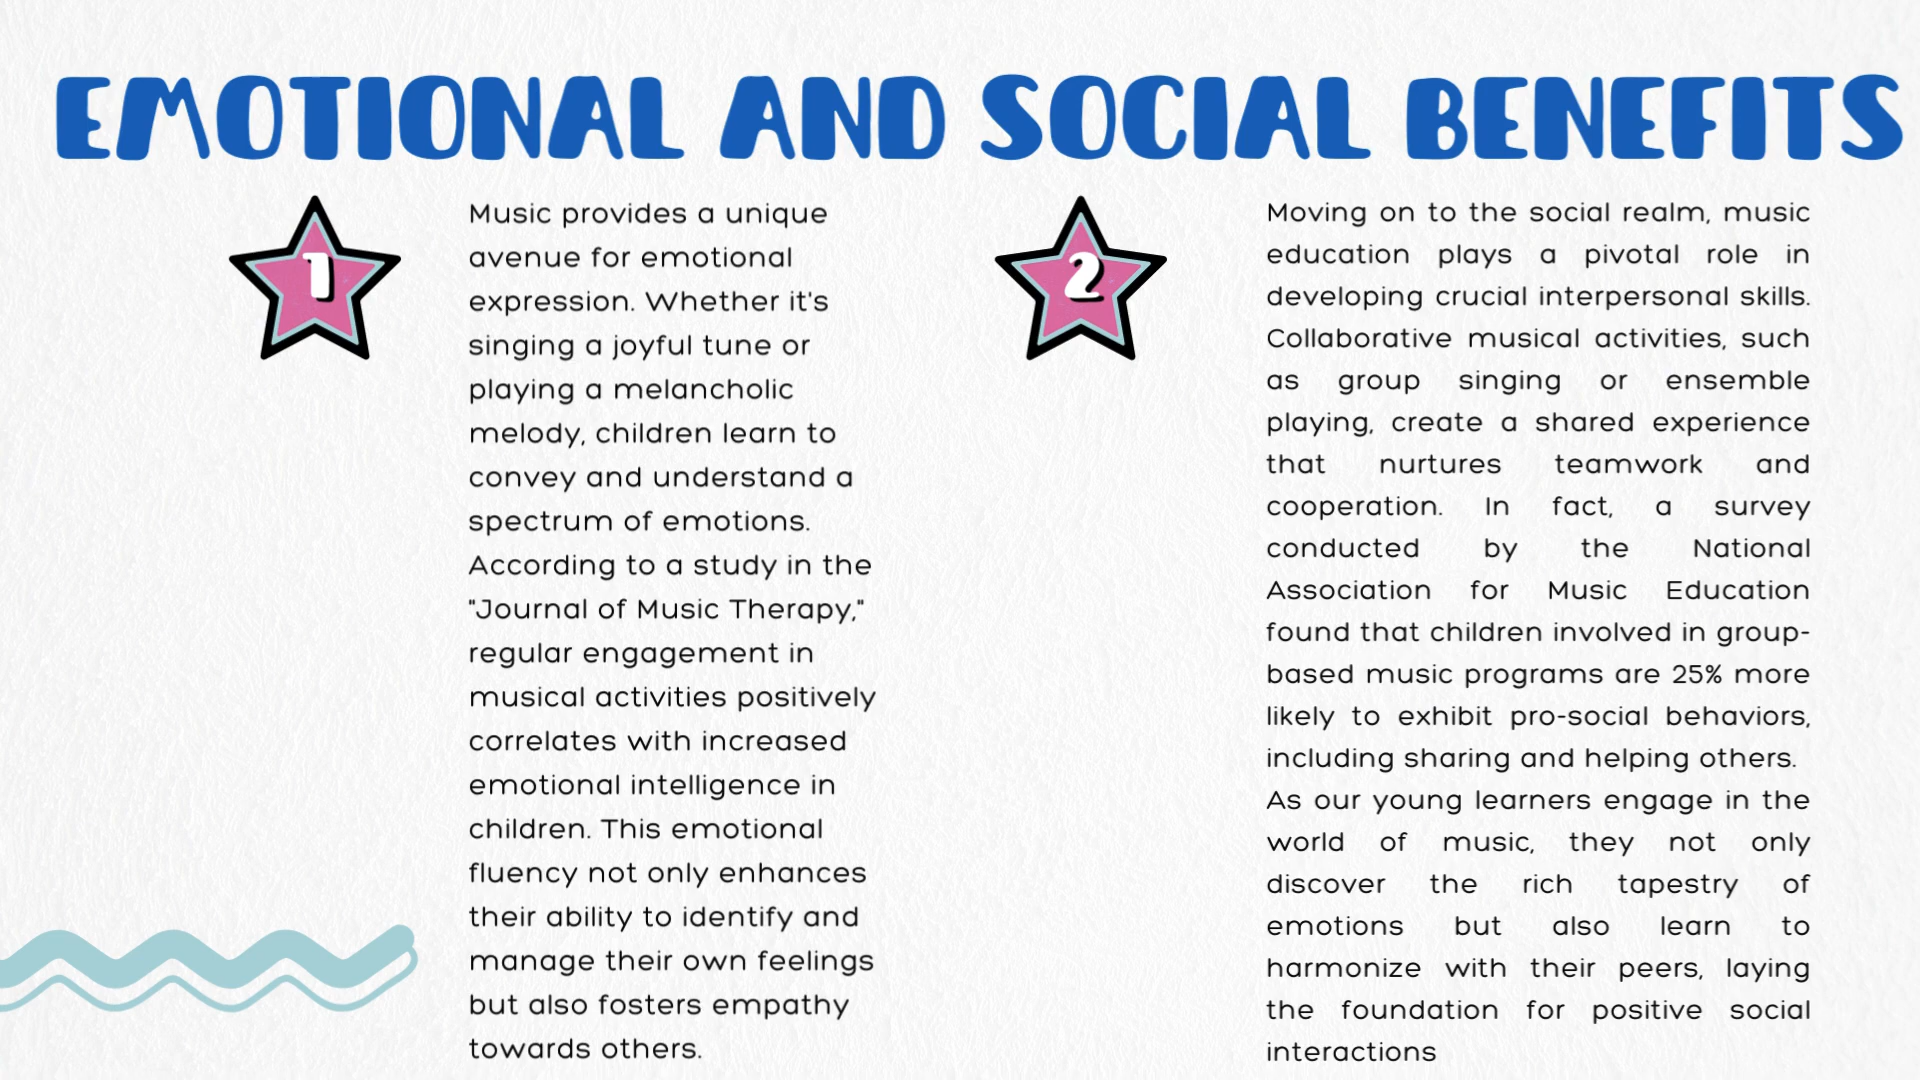 EMOTIONAL AND SOCIAL BENEFITS
1
Music provides a unique
avenue for emotional
expression. Whether it's
singing a joyful tune or
playing a melancholic
melody, children learn to
convey and understand a
spectrum of emotions.
According to a study in the
"Journal of Music Therapy,"
regular engagement in
musical activities positively
correlates with increased
emotional intelligence in
children. This emotional
fluency not only enhances
their ability to identify and
manage their own feelings
but also fosters empathy
towards others.
2
Moving on to the social realm, music
education plays a pivotal role in
developing crucial interpersonal skills.
Collaborative musical activities, such
as group singing or ensemble
playing, create a shared experience
that nurtures teamwork and
cooperation. In fact, a survey
conducted by the National
Association for Music Education
found that children involved in group-
based music programs are 25% more
likely to exhibit pro-social behaviors,
including sharing and helping others.
As our young learners engage in the
world of music, they not only
discover the rich tapestry of
emotions but also learn to
harmonize with their peers, laying
the foundation for positive social
interactions